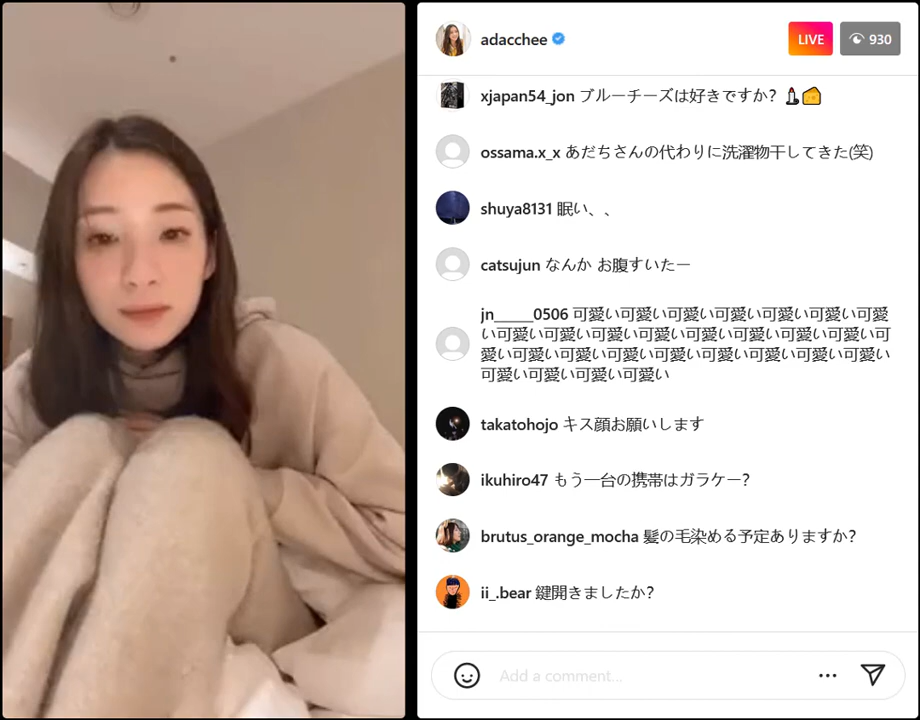 adacchee
LIVE
930
xjapan54_jon ブルーチーズは好きですか？
ossama.x_x あだちさんの代わりに洗濯物干してきた(笑)
shuya8131 眠い、、
catsujun なんか お腹すいたー
jn_____0506 可愛い可愛い可愛い可愛い可愛い可愛い可愛
い可愛い可愛い可愛い可愛い可愛い可愛い可愛い可愛い可
愛い可愛い可愛い可愛い可愛い可愛い可愛い可愛い可愛い
可愛い可愛い可愛い可愛い
takatohojo キス顔お願いします
ikuhiro47 もう一台の携帯はガラケー？
brutus_orange_mocha 髪の毛染める予定ありますか？
ii_.bear 鍵開きましたか？
Add a comment...